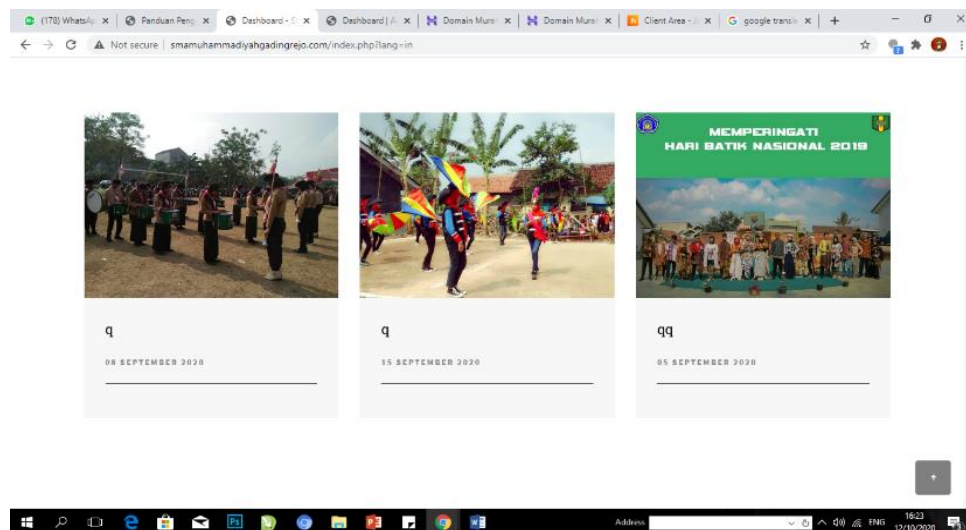 (178) WhatsAp
Panduan Peng
Dashboard - S
Dashboard | A
Domain Mura
Domain Mura
Client Area -
google transla
Not secure | smamuhammadiyahgadingrejo.com/index.php?lang=in
MEMPERINGATI
HARI BATIK NASIONAL 2019
q
08 SEPTEMBER 2020
q
15 SEPTEMBER 2020
qq
05 SEPTEMBER 2020
Address
ENG
16:23
12/10/2020